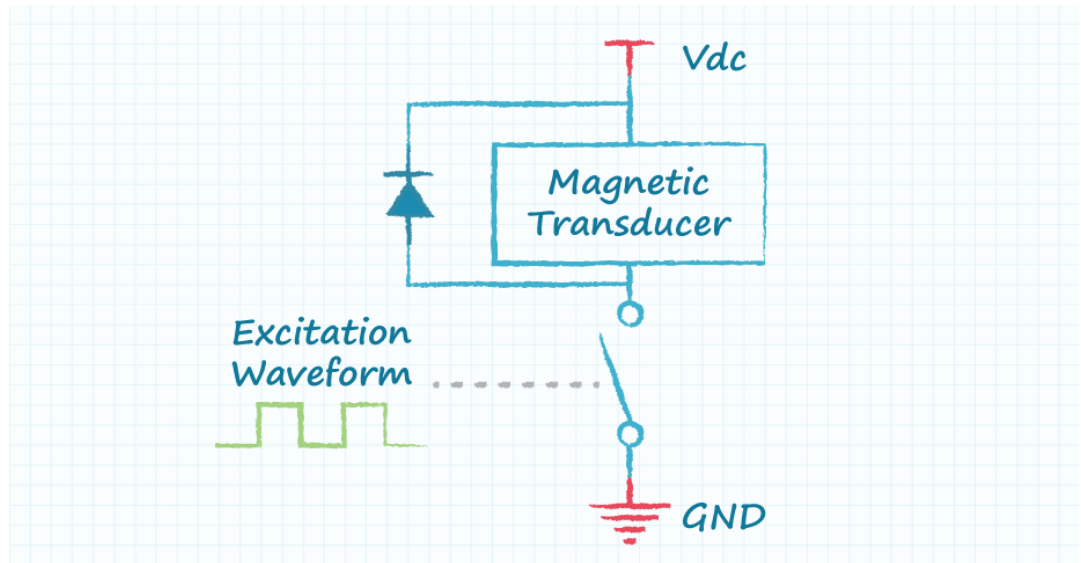 Vdc
Magnetic
Transducer
Excitation
Waveform
GND